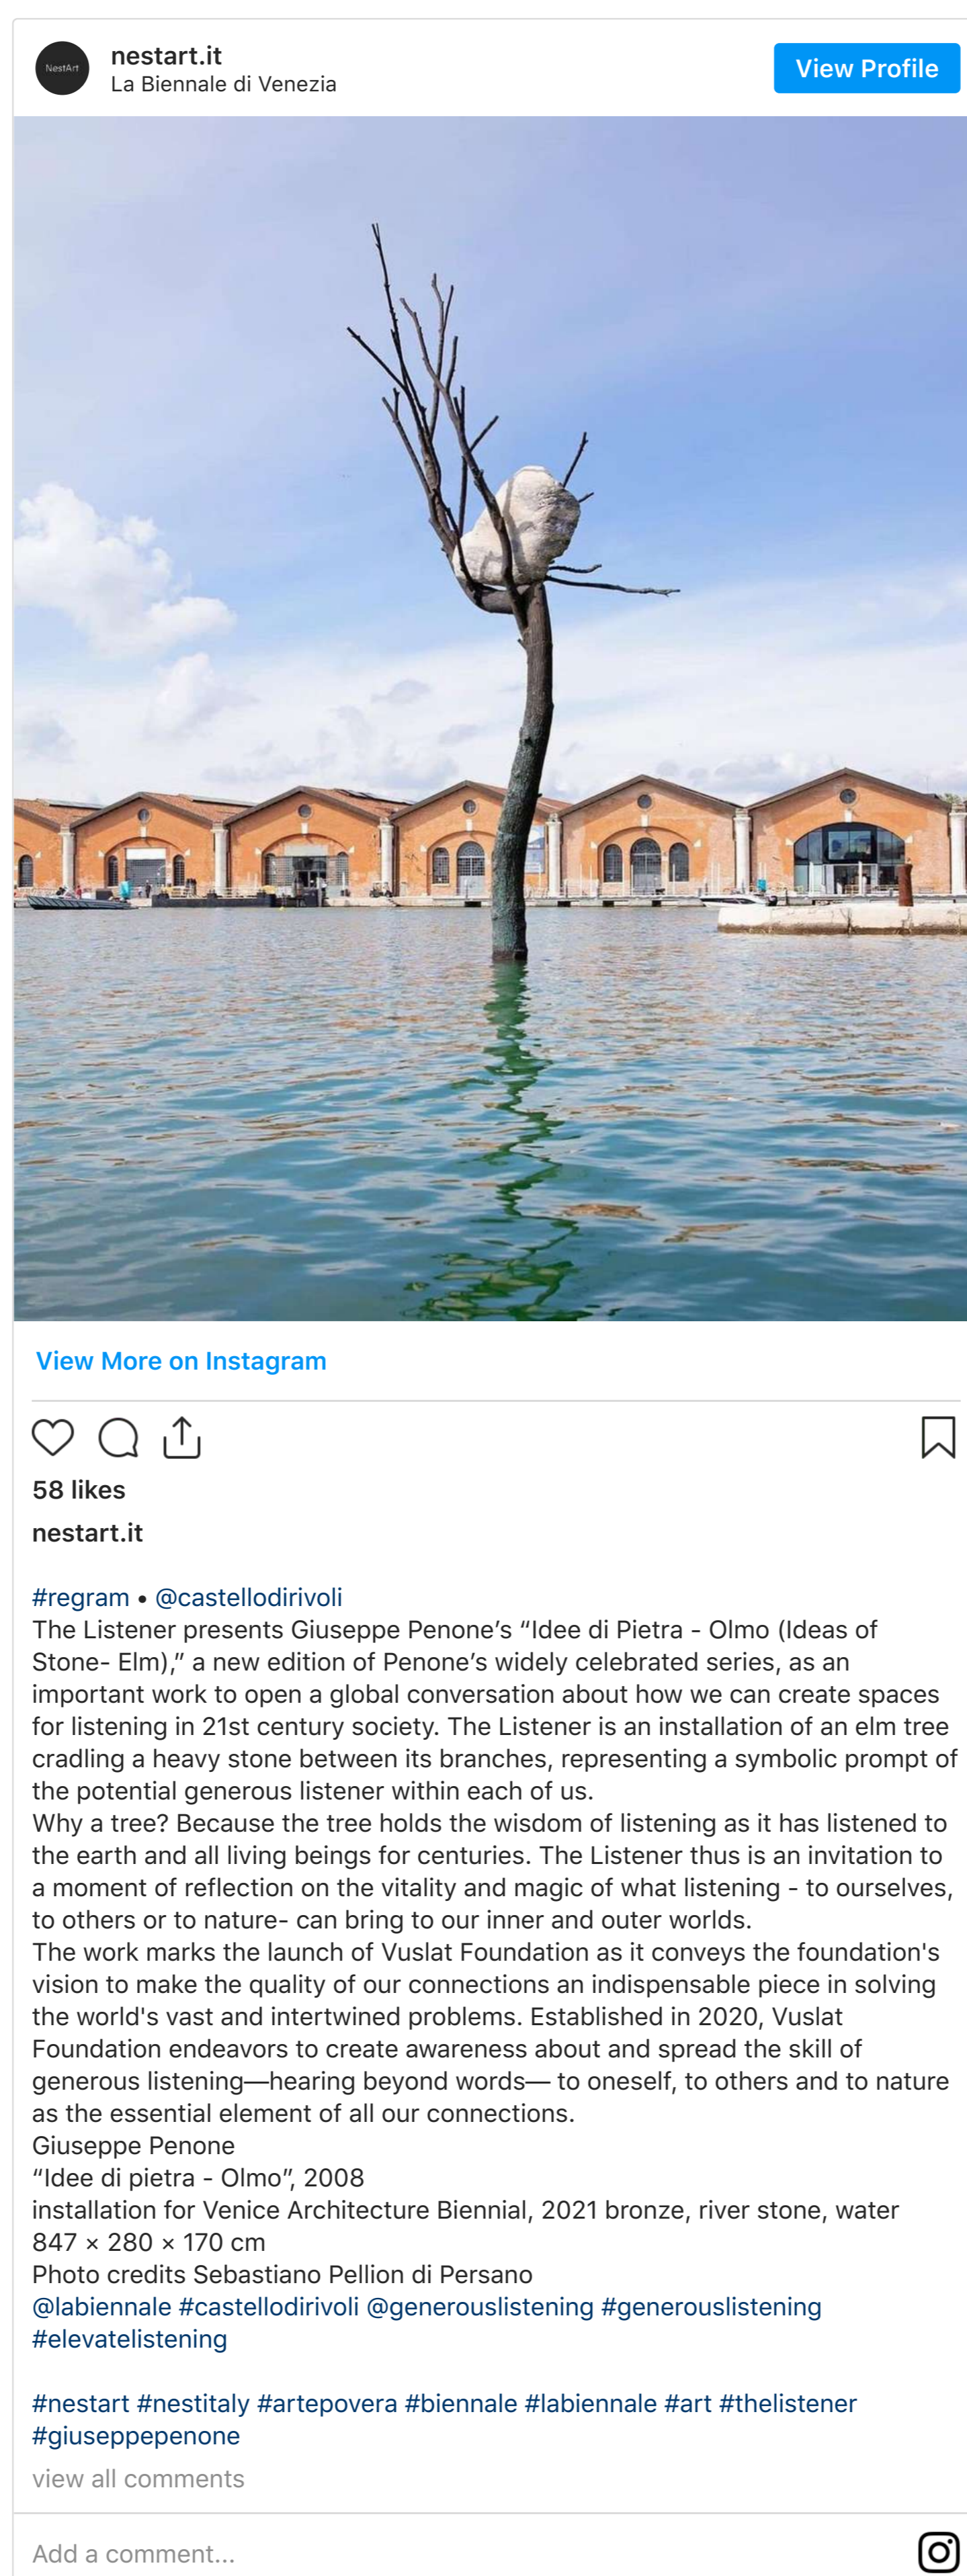 NestArt
nestart.it
La Biennale di Venezia
View Profile
View More on Instagram
58 likes
nestart.it
#regram • @castellodirivoli
The Listener presents Giuseppe Penone’s “Idee di Pietra - Olmo (Ideas of
Stone- Elm),” a new edition of Penone’s widely celebrated series, as an
important work to open a global conversation about how we can create spaces
for listening in 21st century society. The Listener is an installation of an elm tree
cradling a heavy stone between its branches, representing a symbolic prompt of
the potential generous listener within each of us.
Why a tree? Because the tree holds the wisdom of listening as it has listened to
the earth and all living beings for centuries. The Listener thus is an invitation to
a moment of reflection on the vitality and magic of what listening - to ourselves,
to others or to nature- can bring to our inner and outer worlds.
The work marks the launch of Vuslat Foundation as it conveys the foundation's
vision to make the quality of our connections an indispensable piece in solving
the world's vast and intertwined problems. Established in 2020, Vuslat
Foundation endeavors to create awareness about and spread the skill of
generous listening—hearing beyond words— to oneself, to others and to nature
as the essential element of all our connections.
Giuseppe Penone
“Idee di pietra - Olmo”, 2008
installation for Venice Architecture Biennial, 2021 bronze, river stone, water
847 × 280 × 170 cm
Photo credits Sebastiano Pellion di Persano
@labiennale #castellodirivoli @generouslistening #generouslistening
#elevatelistening
#nestart #nestitaly #artepovera #biennale #labiennale #art #thelistener
#giuseppepenone
view all comments
Add a comment...